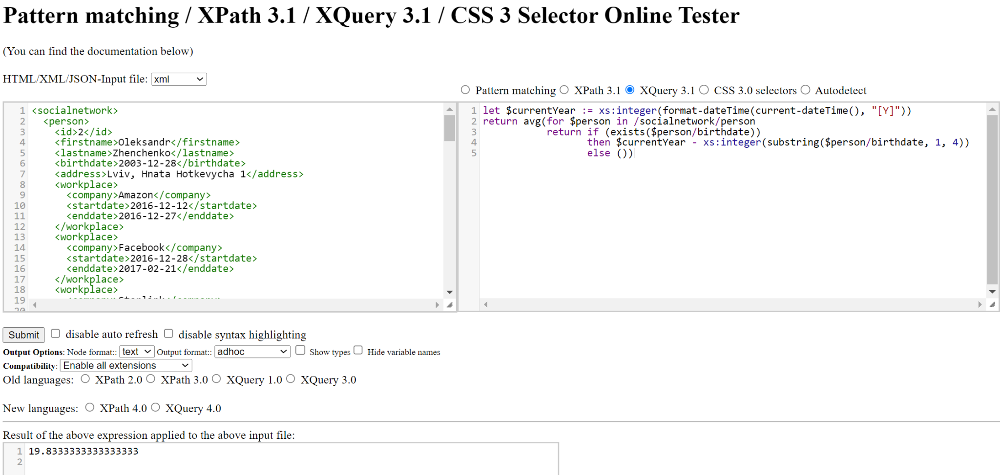 Pattern matching / XPath 3.1 / XQuery 3.1 / CSS 3 Selector Online Tester
(You can find the documentation below)
HTML/XML/JSON-Input file: xml
Pattern matching XPath 3.1 XQuery 3.1 CSS 3.0 selectors Autodetect
1 <socialnetwork>
2 <person>
3 <id>2</id>
4 <firstname>Oleksandr</firstname>
5 <lastname>Zhenchenko</lastname>
6 <birthdate>2003-12-28</birthdate>
7 <address>Lviv, Hnata Hotkevycha 1</address>
8 <workplace>
9 <company>Amazon</company>
10 <startdate>2016-12-12</startdate>
11 <enddate>2016-12-27</enddate>
12 </workplace>
13 <workplace>
14 <company>Facebook</company>
15 <startdate>2016-12-28</startdate>
16 <enddate>2017-02-21</enddate>
17 </workplace>
18 <workplace>
19
20
1 let $currentYear := xs:integer(format-dateTime(current-dateTime(), "[Y]"))
2 return avg(for $person in /socialnetwork/person
3 return if (exists($person/birthdate))
4 then $currentYear - xs:integer(substring($person/birthdate, 1, 4))
5 else ())
Submit disable auto refresh disable syntax highlighting
Output Options: Node format:: text Output format:: adhoc Show types Hide variable names
Compatibility: Enable all extensions
Old languages: XPath 2.0 XPath 3.0 XQuery 1.0 XQuery 3.0
New languages: XPath 4.0 XQuery 4.0
Result of the above expression applied to the above input file:
1 19.8333333333333333
2